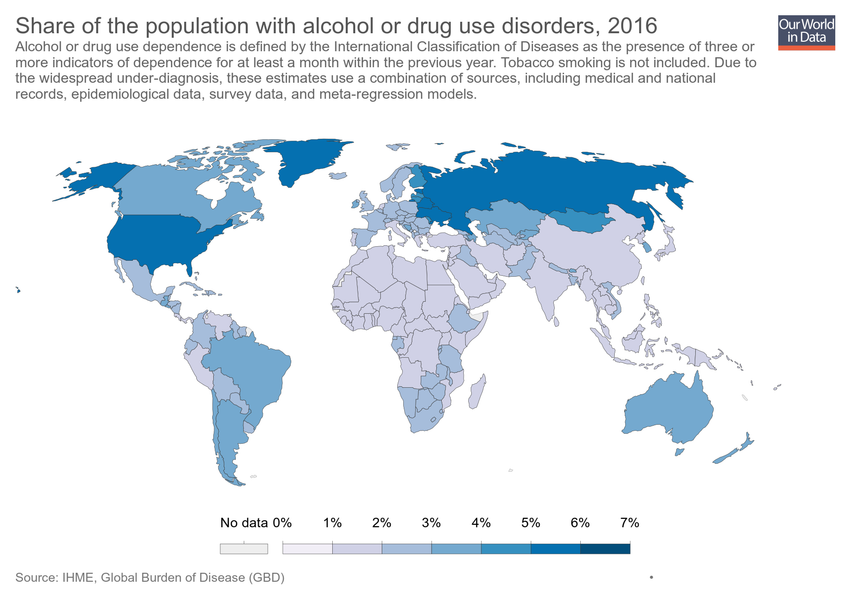 Share of the population with alcohol or drug use disorders, 2016
Our World
in Data
Alcohol or drug use dependence is defined by the International Classification of Diseases as the presence of three or
more indicators of dependence for at least a month within the previous year. Tobacco smoking is not included. Due to
the widespread under-diagnosis, these estimates use a combination of sources, including medical and national
records, epidemiological data, survey data, and meta-regression models.
No data 0% 1% 2% 3% 4% 5% 6% 7%
Source: IHME, Global Burden of Disease (GBD)
•